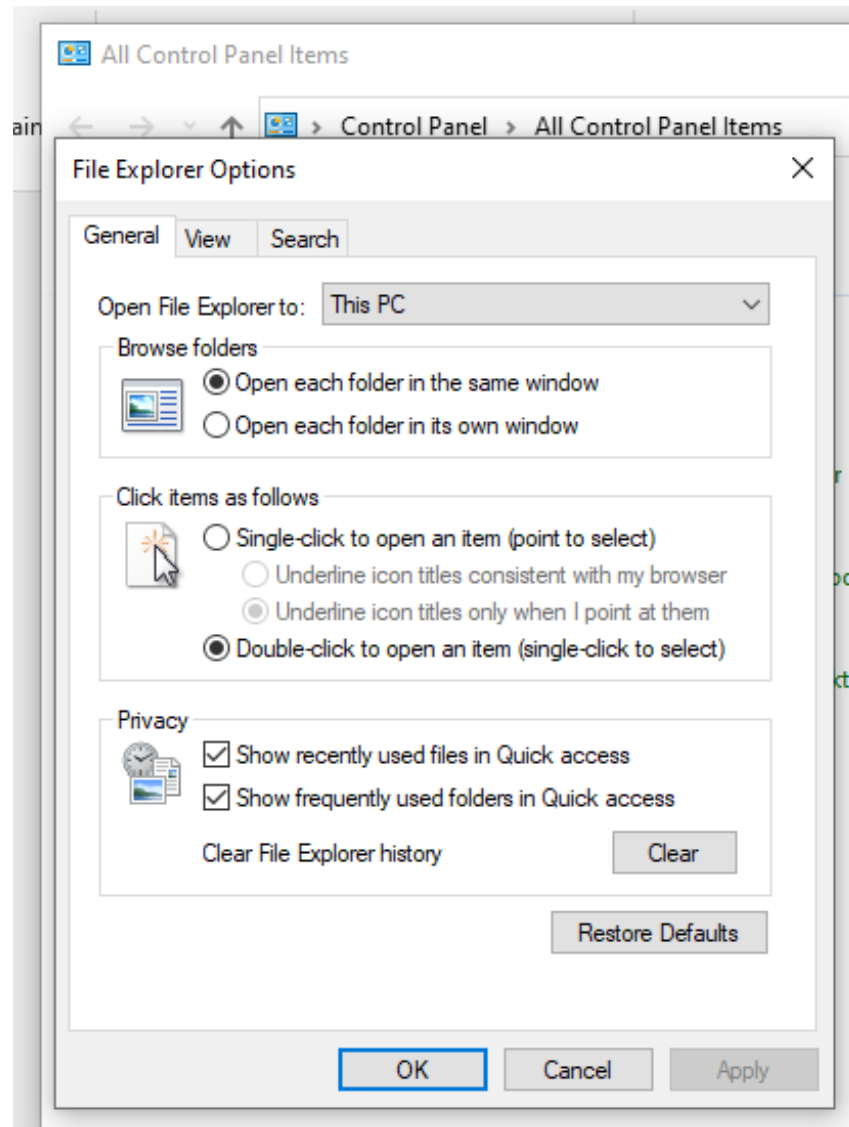 All Control Panel Items
ain
Control Panel > All Control Panel Items
File Explorer Options
General View Search
Open File Explorer to: This PC
Browse folders
Open each folder in the same window
Open each folder in its own window
Click items as follows
Single-click to open an item (point to select)
Underline icon titles consistent with my browser
Underline icon titles only when I point at them
Double-click to open an item (single-click to select)
Privacy
Show recently used files in Quick access
Show frequently used folders in Quick access
Clear File Explorer history Clear
Restore Defaults
OK Cancel Apply